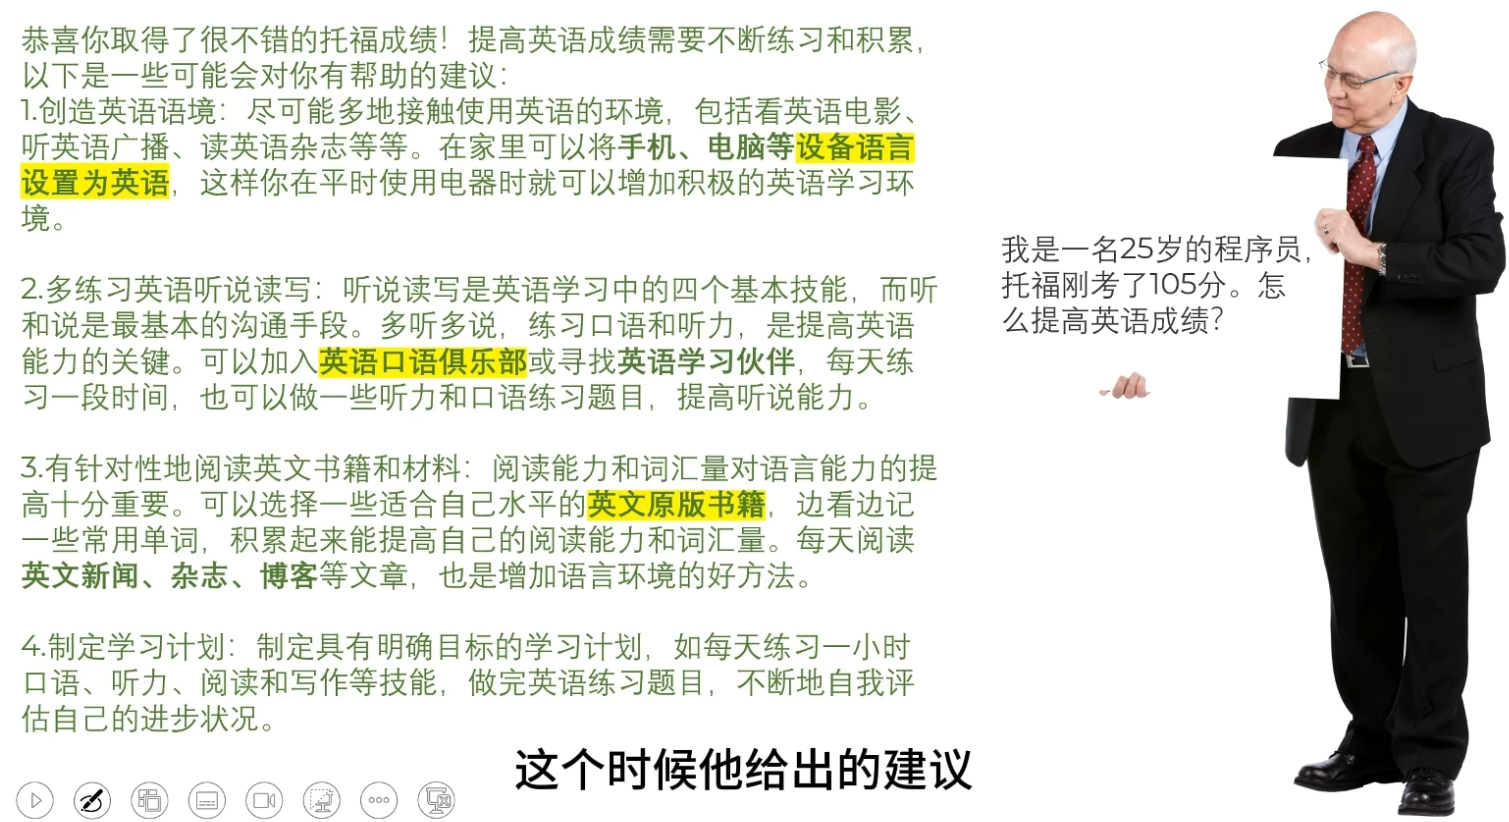 恭喜你取得了很不错的托福成绩！提高英语成绩需要不断练习和积累，
以下是一些可能会对你有帮助的建议：
1.创造英语语境：尽可能多地接触使用英语的环境，包括看英语电影、
听英语广播、读英语杂志等等。在家里可以将手机、电脑等设备语言
设置为英语，这样你在平时使用电器时就可以增加积极的英语学习环
境。
2.多练习英语听说读写：听说读写是英语学习中的四个基本技能，而听
和说是最基本的沟通手段。多听多说，练习口语和听力，是提高英语
能力的关键。可以加入英语口语俱乐部或寻找英语学习伙伴，每天练
习一段时间，也可以做一些听力和口语练习题目，提高听说能力。
3.有针对性地阅读英文书籍和材料：阅读能力和词汇量对语言能力的提
高十分重要。可以选择一些适合自己水平的英文原版书籍，边看边记
一些常用单词，积累起来能提高自己的阅读能力和词汇量。每天阅读
英文新闻、杂志、博客等文章，也是增加语言环境的好方法。
4.制定学习计划：制定具有明确目标的学习计划，如每天练习一小时
口语、听力、阅读和写作等技能，做完英语练习题目，不断地自我评
估自己的进步状况。
我是一名25岁的程序员，
托福刚考了105分。怎
么提高英语成绩？
这个时候他给出的建议